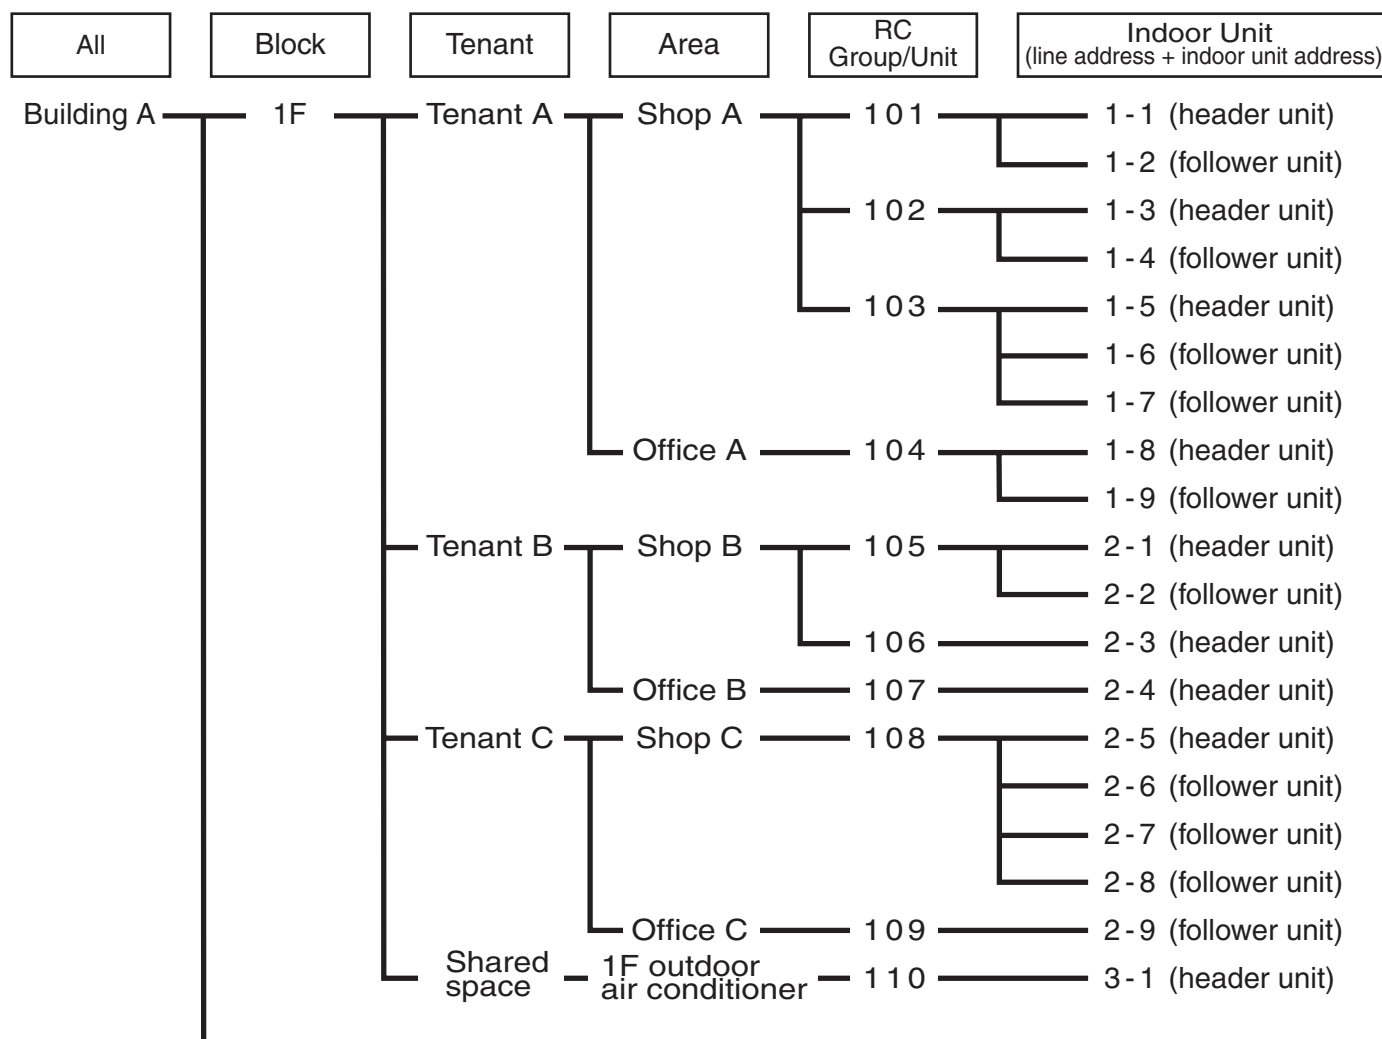 All Block Tenant Area RC Group/Unit Indoor Unit (line address + indoor unit address)
Building A 1F Tenant A Shop A 101 1-1 (header unit)
1-2 (follower unit)
102 1-3 (header unit)
1-4 (follower unit)
103 1-5 (header unit)
1-6 (follower unit)
1-7 (follower unit)
Office A 104 1-8 (header unit)
1-9 (follower unit)
Tenant B Shop B 105 2-1 (header unit)
2-2 (follower unit)
106 2-3 (header unit)
Office B 107 2-4 (header unit)
Tenant C Shop C 108 2-5 (header unit)
2-6 (follower unit)
2-7 (follower unit)
2-8 (follower unit)
Office C 109 2-9 (follower unit)
Shared space 1F outdoor air conditioner 110 3-1 (header unit)